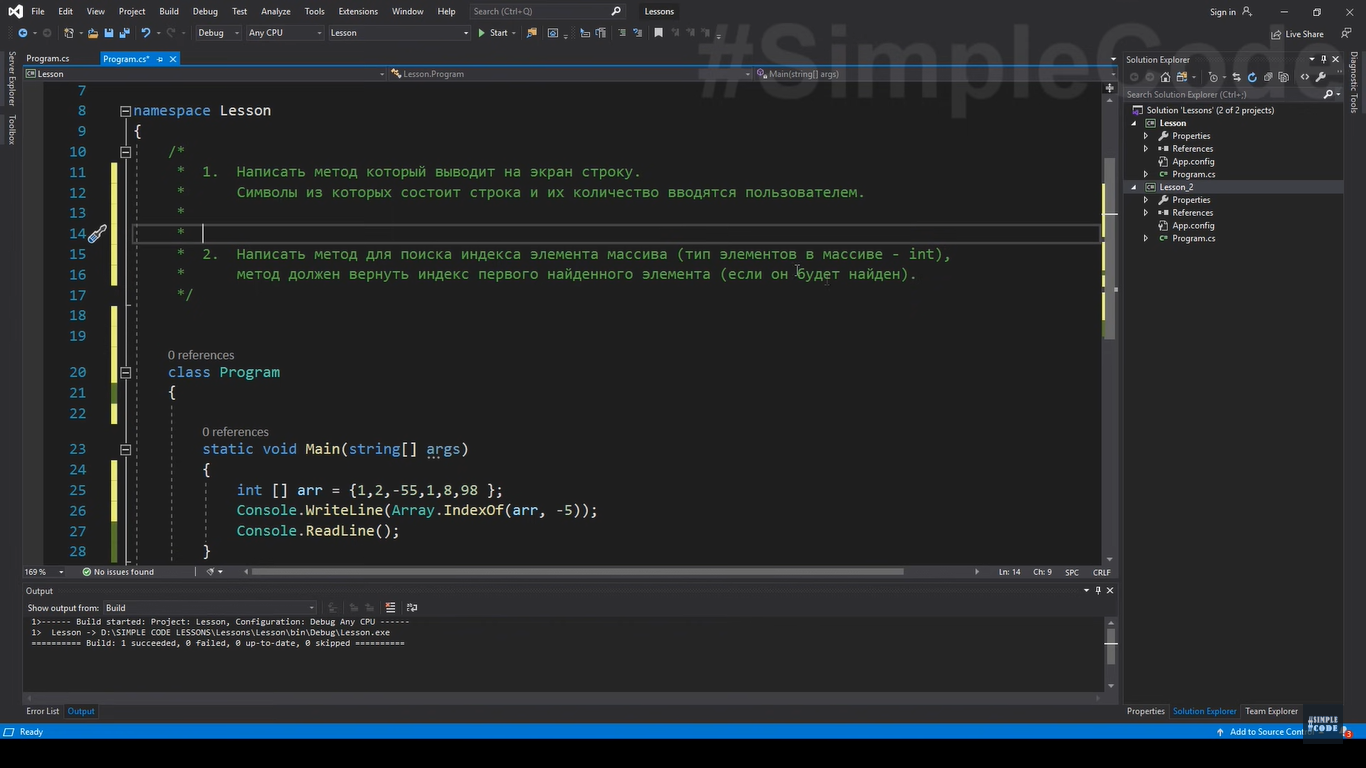 File Edit View Project Build Debug Test Analyze Tools Extensions Window Help Search (Ctrl+Q) Lessons Sign in
Debug Any CPU Lesson Start Live Share
#SimpleCode
Server Explorer
Toolbox
Diagnostic Tools
Program.cs Program.cs*
Lesson Lesson.Program Main(string[] args)
7
8 namespace Lesson
9 {
10 /*
11 * 1. Написать метод который выводит на экран строку.
12 * Символы из которых состоит строка и их количество вводятся пользователем.
13 *
14 *
15 * 2. Написать метод для поиска индекса элемента массива (тип элементов в массиве - int),
16 * метод должен вернуть индекс первого найденного элемента (если он будет найден).
17 */
18
19
0 references
20 class Program
21 {
22
0 references
23 static void Main(string[] args)
24 {
25 int [] arr = {1,2,-55,1,8,98 };
26 Console.WriteLine(Array.IndexOf(arr, -5));
27 Console.ReadLine();
28 }
169 % No issues found Ln: 14 Ch: 9 SPC CRLF
Solution Explorer
Search Solution Explorer (Ctrl+;)
Solution 'Lessons' (2 of 2 projects)
Lesson
Properties
References
App.config
Program.cs
Lesson_2
Properties
References
App.config
Program.cs
Output
Show output from: Build
1>------ Build started: Project: Lesson, Configuration: Debug Any CPU ------
1> Lesson -> D:\SIMPLE CODE LESSONS\Lessons\Lesson\bin\Debug\Lesson.exe
========== Build: 1 succeeded, 0 failed, 0 up-to-date, 0 skipped ==========
Error List Output
Properties Solution Explorer Team Explorer
Ready Add to Source Control 3
#SIMPLE
CODE